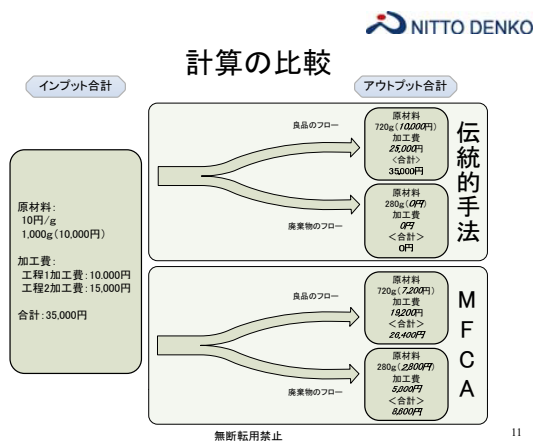 NITTO DENKO
計算の比較
インプット合計
アウトプット合計
原材料:
10円/g
1,000g(10,000円)
加工費:
工程1加工費:10.000円
工程2加工費:15,000円
合計:35,000円
良品のフロー
原材料
720g(10,000円)
加工費
25,000円
<合計>
35,000円
廃棄物のフロー
原材料
280g(0円)
加工費
0円
<合計>
0円
伝統的手法
良品のフロー
原材料
720g(7,200円)
加工費
19,200円
<合計>
26,400円
廃棄物のフロー
原材料
280g(2,800円)
加工費
5,800円
<合計>
8,600円
MFCA
無断転用禁止
11